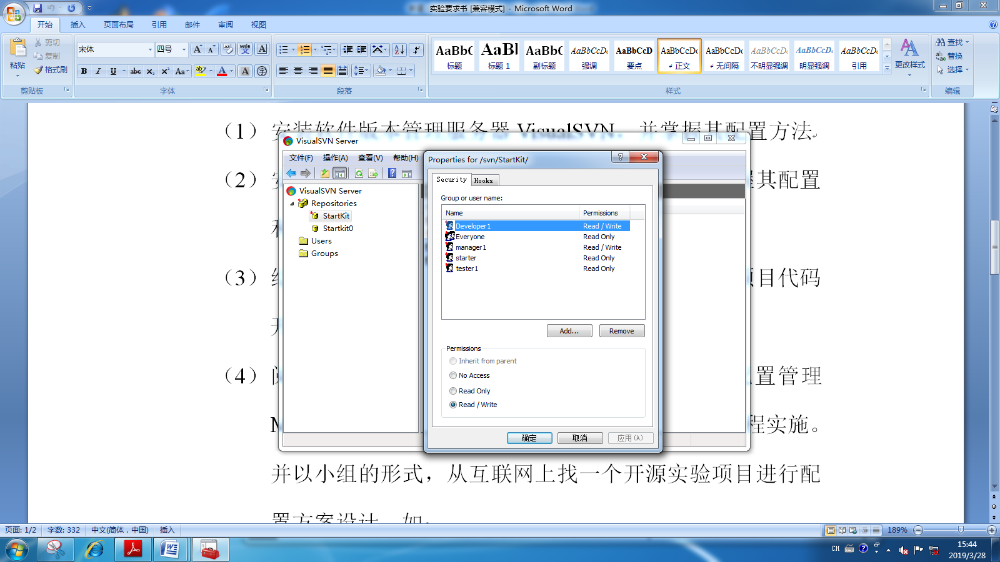 实验要求书 [兼容模式] - Microsoft Word
开始 插入 页面布局 引用 邮件 审阅 视图
粘贴 剪切 复制 格式刷
宋体 四号
AaBbC AaBl AaBbC AaBbCcDc AaBbCcD AaBbCcDc AaBbCcDc AaBbCcDc AaBbCcDc AaBbCcDc
标题 标题 1 副标题 强调 要点 正文 无间隔 不明显强调 明显强调 引用
更改样式
查找 替换 选择
剪贴板 字体 段落 样式 编辑
（1）安装软件版本管理服务器 VisualSVN，并掌握其配置方法
VisualSVN Server
文件(F) 操作(A) 查看(V) 帮助(H)
VisualSVN Server
Repositories
StartKit
Startkit0
Users
Groups
Properties for /svn/StartKit/
Security Hooks
Group or user name:
Name Permissions
Developer1 Read / Write
Everyone Read Only
manager1 Read / Write
starter Read Only
tester1 Read Only
Add... Remove
Permissions
Inherit from parent
No Access
Read Only
Read / Write
确定 取消 应用(A)
（2）
其配置
（3）
目代码
（4）
置管理
程实施。
并以小组的形式，从互联网上找一个开源实验项目进行配
置方案设计，如：
页面: 1/2 字数: 332 中文(简体，中国) 插入 189%
CH 15:44
2019/3/28